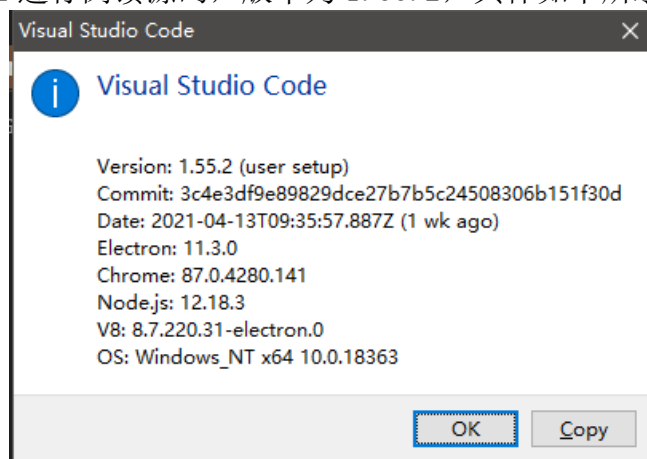 Visual Studio Code
Visual Studio Code
Version: 1.55.2 (user setup)
Commit: 3c4e3df9e89829dce27b7b5c24508306b151f30d
Date: 2021-04-13T09:35:57.887Z (1 wk ago)
Electron: 11.3.0
Chrome: 87.0.4280.141
Node.js: 12.18.3
V8: 8.7.220.31-electron.0
OS: Windows_NT x64 10.0.18363
OK
Copy